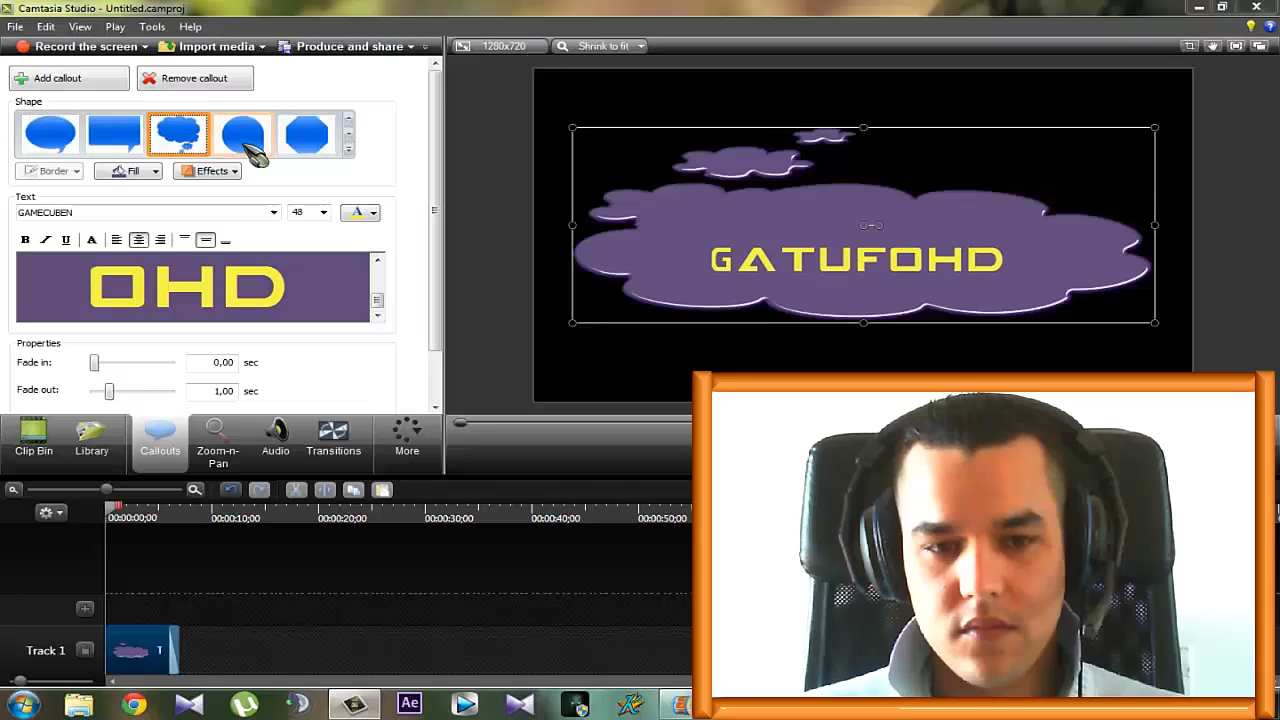 Camtasia Studio - Untitled.camproj
File Edit View Play Tools Help
Record the screen Import media Produce and share
1280x720 Shrink to fit
Add callout Remove callout
Shape
Border Fill Effects
Text
GAMECUBEN 48 A
B I U A
OHD
GATUFOHD
Properties
Fade in: 0,00 sec
Fade out: 1,00 sec
Clip Bin Library Callouts Zoom-n-Pan Audio Transitions More
00:00:00;00 00:00:10;00 00:00:20;00 00:00:30;00 00:00:40;00 00:00:50;00
Track 1 T
Ae